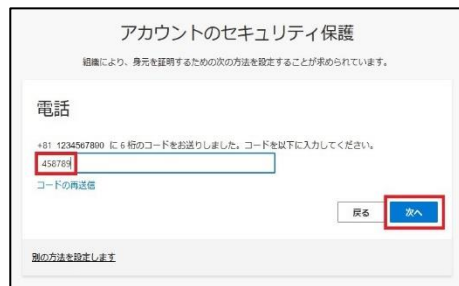 アカウントのセキュリティ保護
組織により、身元を証明するための次の方法を設定することが求められています。
電話
+81 1234567890 に 6 桁のコードをお送りしました。コードを以下に入力してください。
458789
コードの再送信
戻る
次へ
別の方法を設定します